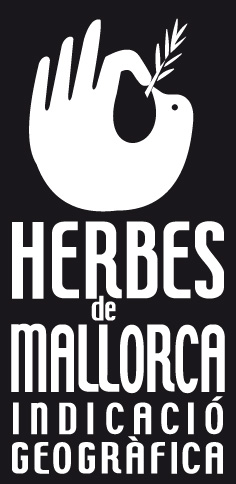 HERBES
de
MALLORCA
INDICACIÓ
GEOGRÀFICA